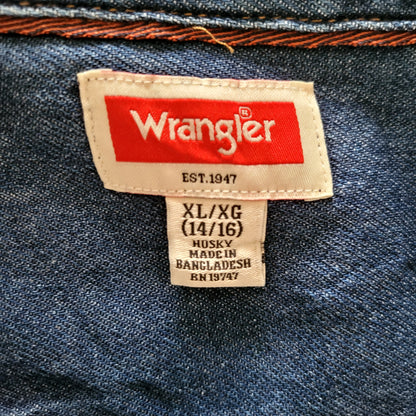 Wrangler®
EST.1947
XL/XG
(14/16)
HUSKY
MADE IN
BANGLADESH
RN 19747